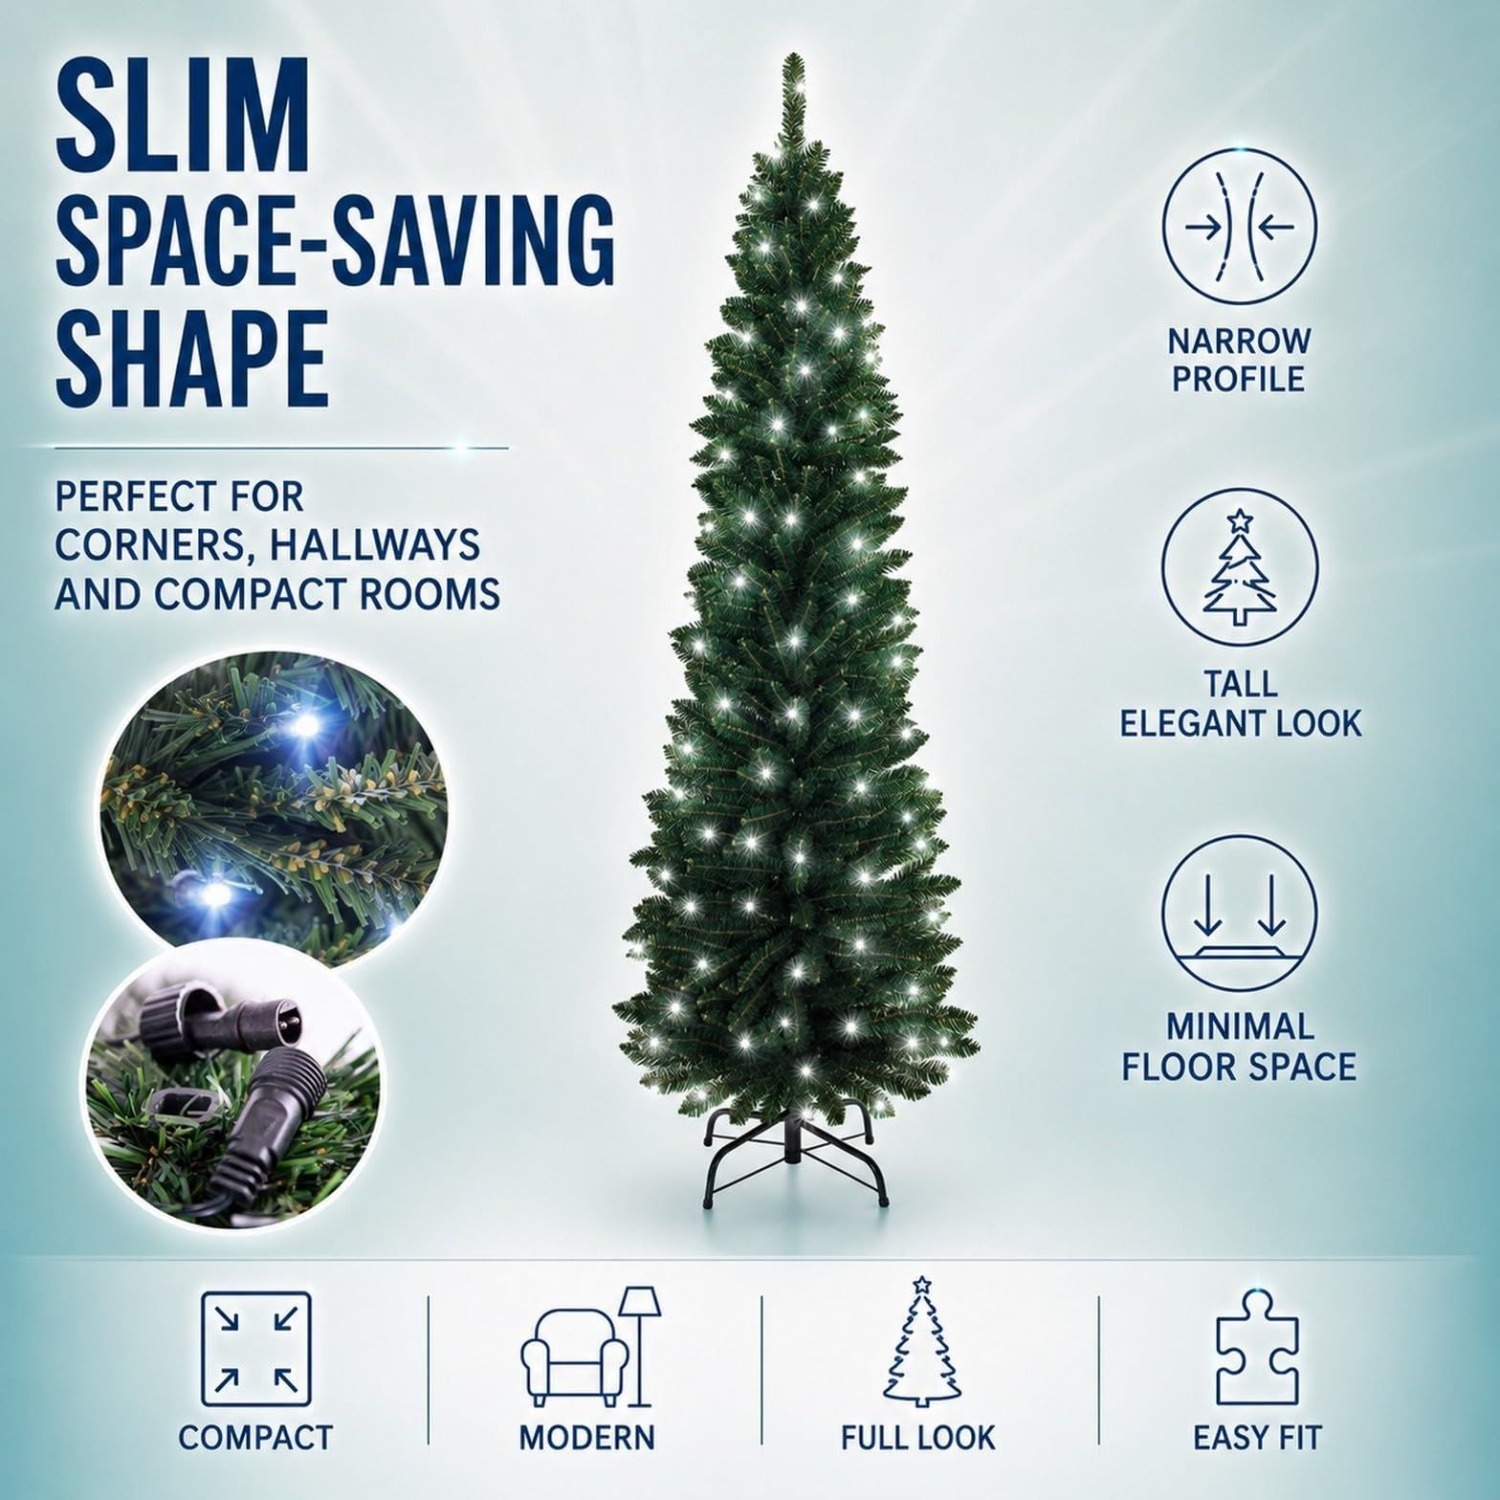 SLIM
SPACE-SAVING
SHAPE
PERFECT FOR
CORNERS, HALLWAYS
AND COMPACT ROOMS
NARROW
PROFILE
TALL
ELEGANT LOOK
MINIMAL
FLOOR SPACE
COMPACT
MODERN
FULL LOOK
EASY FIT